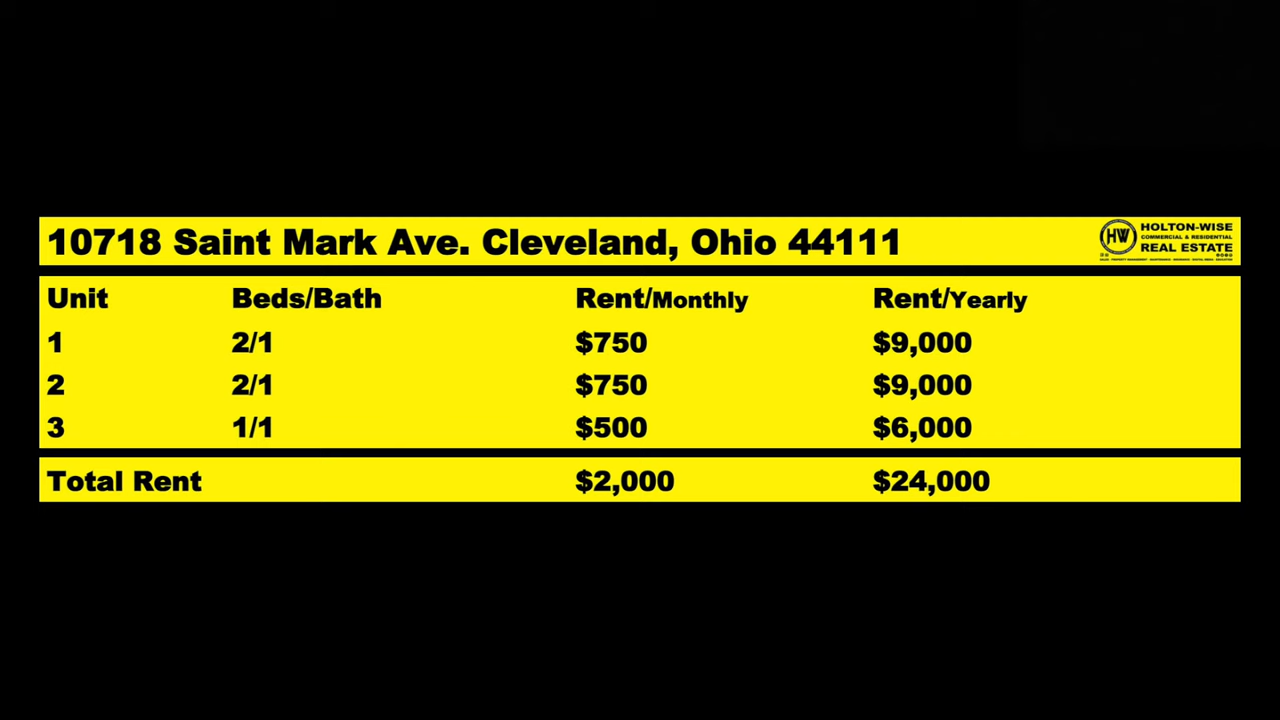 10718 Saint Mark Ave. Cleveland, Ohio 44111
HW
HOLTON-WISE
COMMERCIAL & RESIDENTIAL
REAL ESTATE
Unit Beds/Bath Rent/Monthly Rent/Yearly
1 2/1 $750 $9,000
2 2/1 $750 $9,000
3 1/1 $500 $6,000
Total Rent $2,000 $24,000